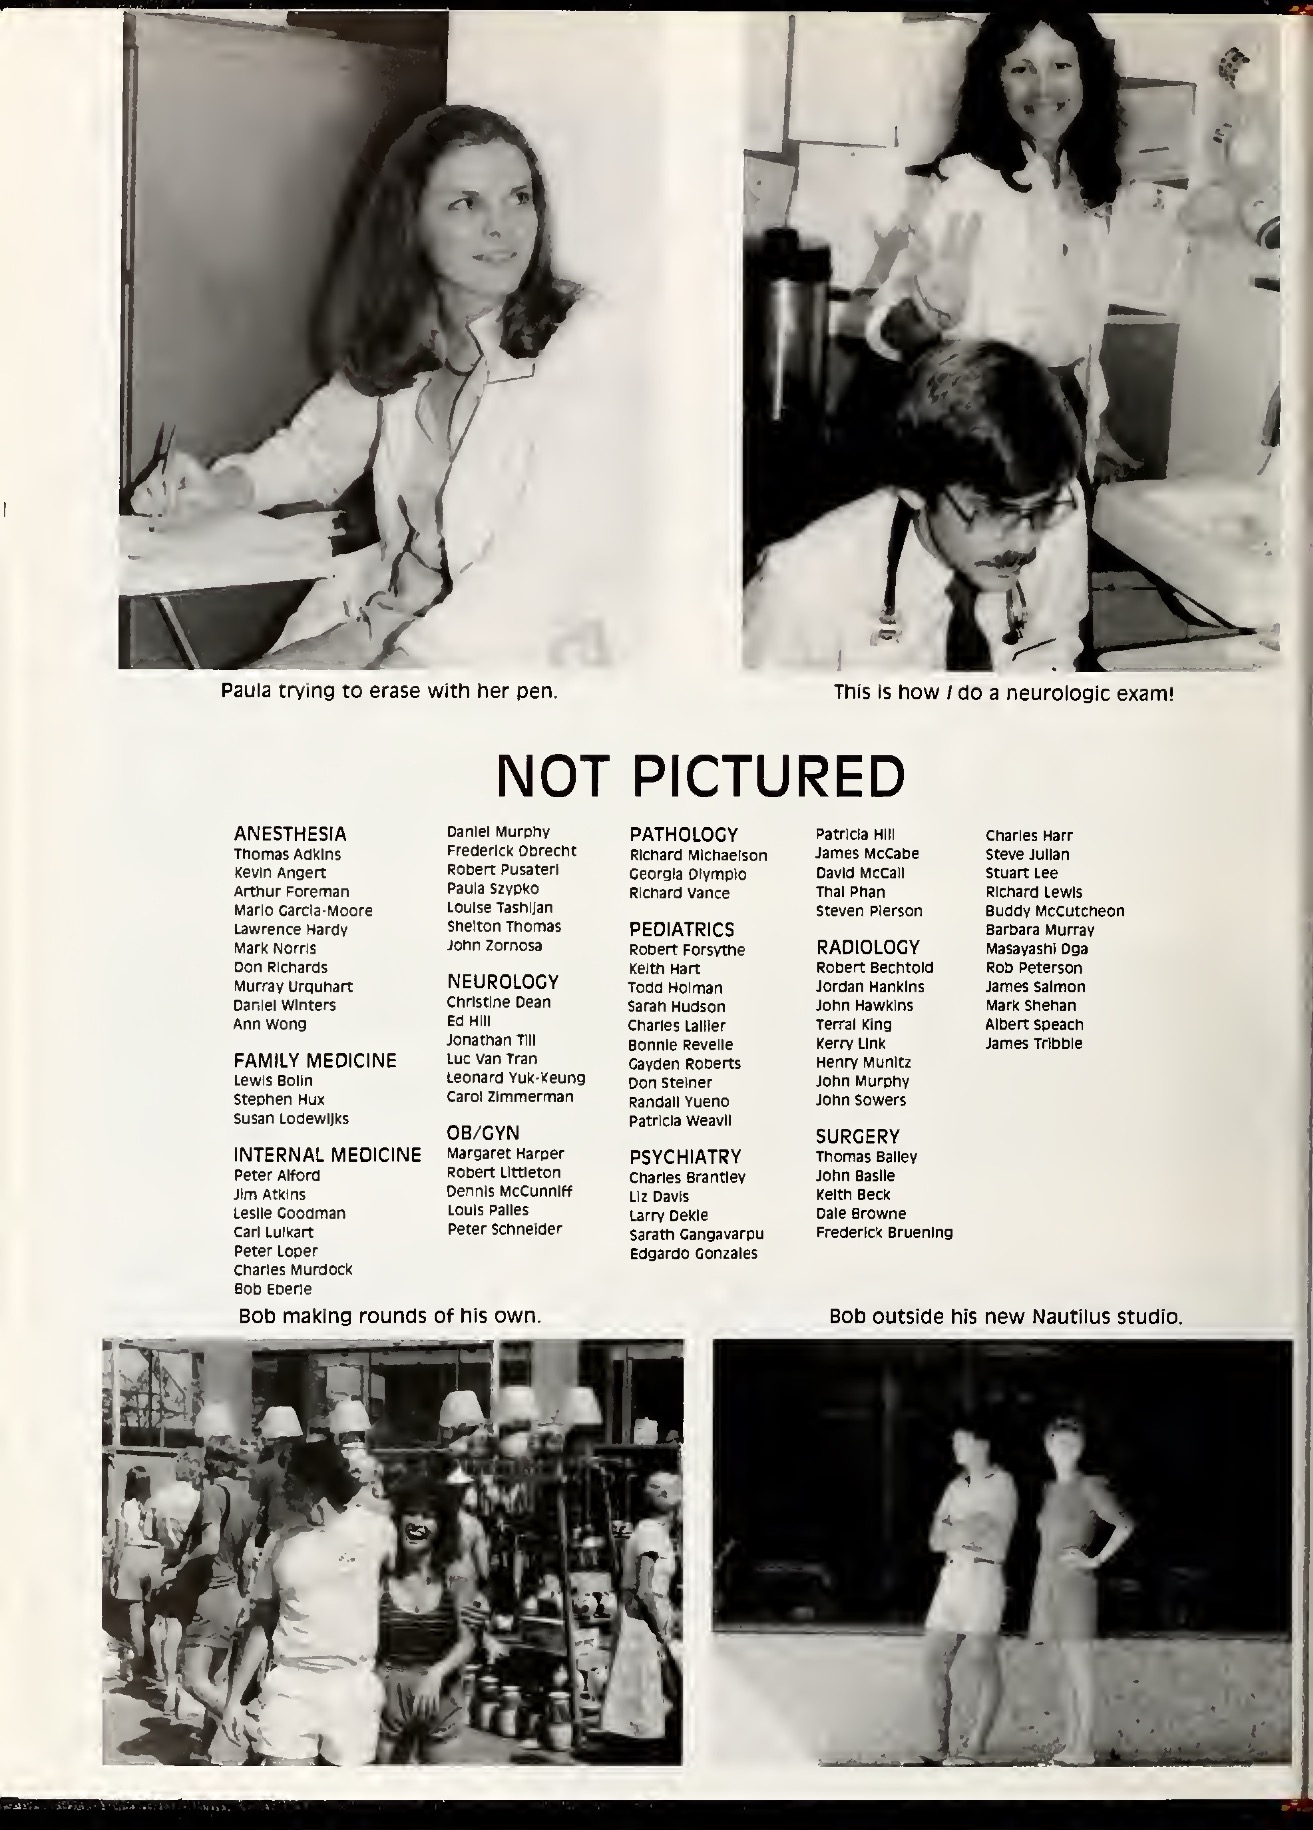 Paula trying to erase with her pen.
This is how I do a neurologic exam!
NOT PICTURED
ANESTHESIA
Thomas Adkins
Kevin Angert
Arthur Foreman
Mario Garcia-Moore
Lawrence Hardy
Mark Norris
Don Richards
Murray Urquhart
Daniel Winters
Ann Wong
FAMILY MEDICINE
Lewis Bolin
Stephen Hux
Susan Lodewijks
INTERNAL MEDICINE
Peter Alford
Jim Atkins
Leslie Goodman
Carl Luikart
Peter Loper
Charles Murdock
Bob Eberle
Daniel Murphy
Frederick Obrecht
Robert Pusateri
Paula Szypko
Louise Tashijan
Shelton Thomas
John Zornosa
NEUROLOGY
Christine Dean
Ed Hill
Jonathan Till
Luc Van Tran
Leonard Yuk-Keung
Carol Zimmerman
OB/GYN
Margaret Harper
Robert Littleton
Dennis McCunniff
Louis Palles
Peter Schneider
PATHOLOGY
Richard Michaelson
Georgia Olympio
Richard Vance
PEDIATRICS
Robert Forsythe
Keith Hart
Todd Holman
Sarah Hudson
Charles Lallier
Bonnie Revelle
Gayden Roberts
Don Steiner
Randall Yueno
Patricia Weavil
PSYCHIATRY
Charles Brantley
Liz Davis
Larry Dekle
Sarath Gangavarpu
Edgardo Gonzales
Patricia Hill
James McCabe
David McCall
Thai Phan
Steven Pierson
RADIOLOGY
Robert Bechtold
Jordan Hankins
John Hawkins
Terral King
Kerry Link
Henry Munitz
John Murphy
John Sowers
SURGERY
Thomas Bailey
John Basile
Keith Beck
Dale Browne
Frederick Bruening
Charles Harr
Steve Julian
Stuart Lee
Richard Lewis
Buddy McCutcheon
Barbara Murray
Masayashi Oga
Rob Peterson
James Salmon
Mark Shehan
Albert Speach
James Tribble
Bob making rounds of his own.
Bob outside his new Nautilus studio.